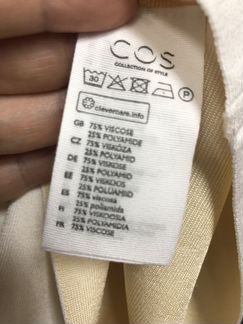 COS
COLLECTION OF STYLE
30 P
clevercare.info
GB 75% VISCOSE
25% POLYAMIDE
CZ 75% VISKÓZA
25% POLYAMID
DE 75% VISKOSE
25% POLYAMID
EE 75% VISKOOS
25% POLÜAMIID
ES 75% viscosa
25% poliamida
FI 75% VISKOOSIA
25% POLYAMIDIA
FR 75% VISCOSE